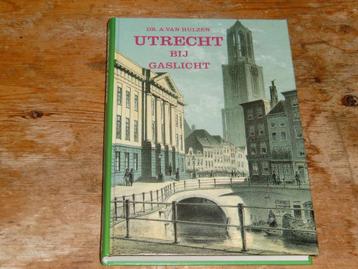 DR. A. VAN HULZEN
UTRECHT
BIJ
GASLICHT